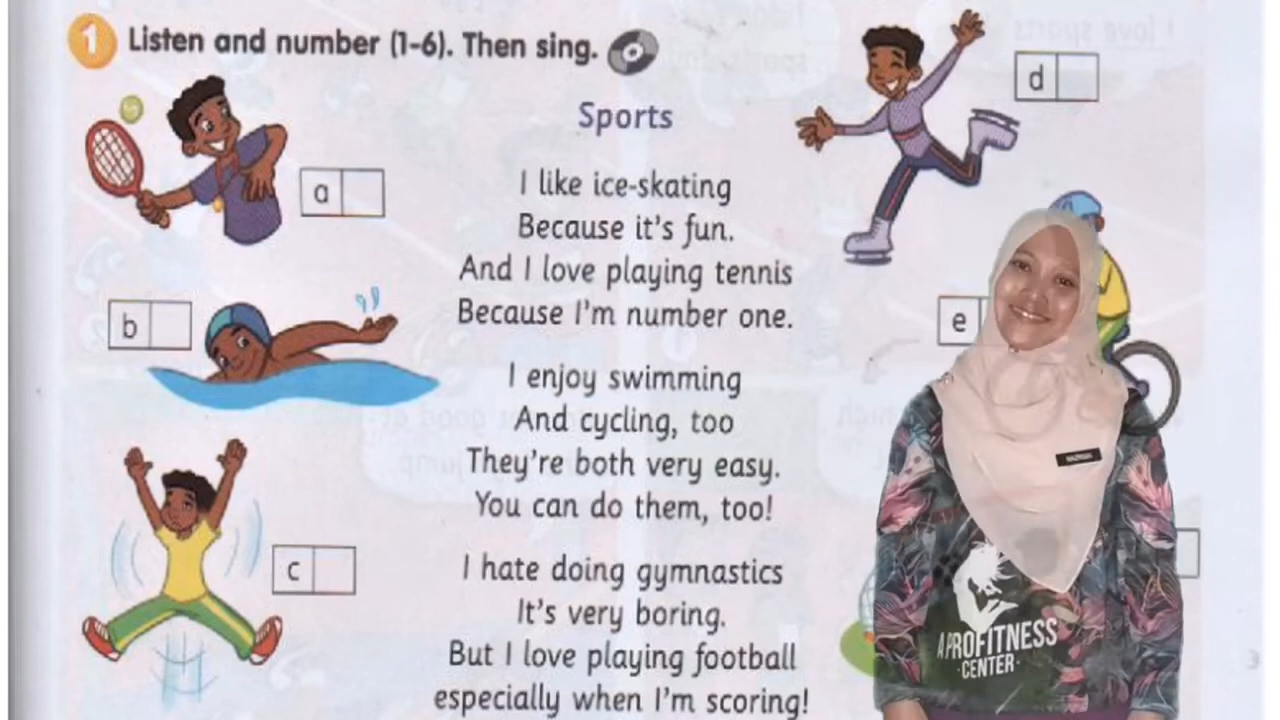 1 Listen and number (1-6). Then sing.
Sports
I like ice-skating
Because it's fun.
And I love playing tennis
Because I'm number one.
I enjoy swimming
And cycling, too
They're both very easy.
You can do them, too!
I hate doing gymnastics
It's very boring.
But I love playing football
especially when I'm scoring!
a
b
c
d
e
A PROFITNESS
·CENTER·